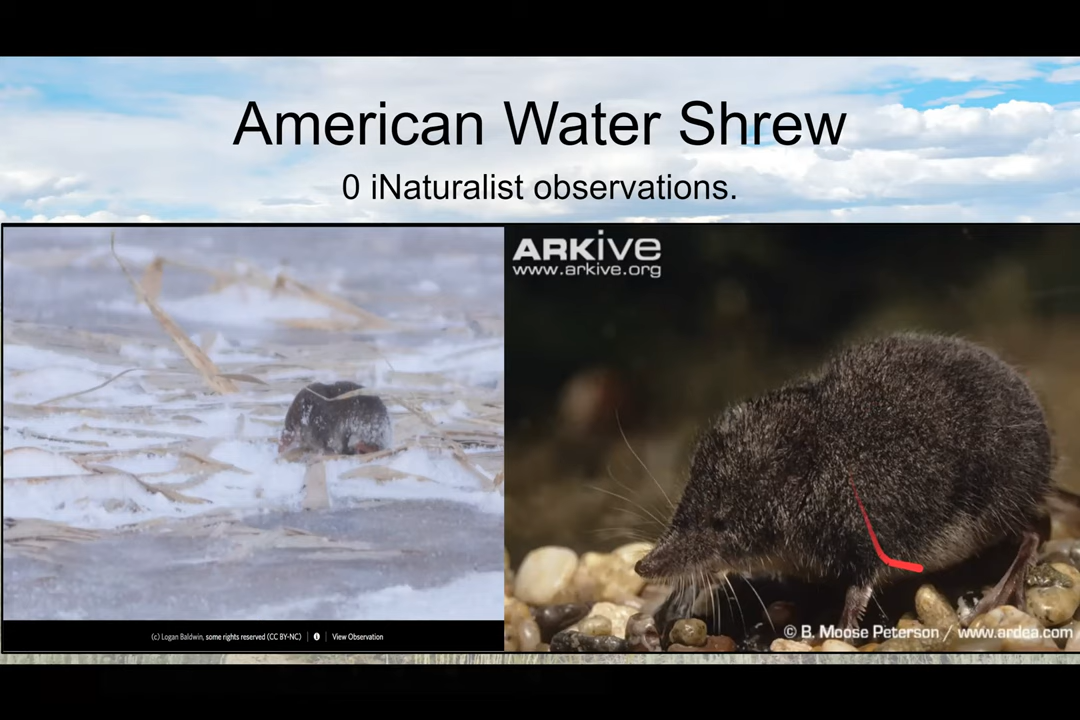 American Water Shrew
0 iNaturalist observations.
ARKive
www.arkive.org
(c) Logan Baldwin, some rights reserved (CC BY-NC) | View Observation
© B. Moose Peterson / www.ardea.com